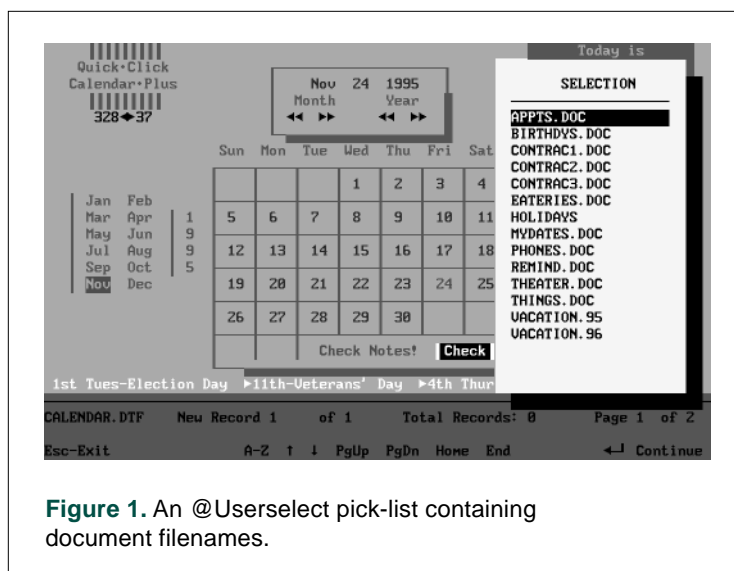 Today is
Quick·Click
Calendar·Plus
328◆37
Nov 24 1995
Month Year
◄◄ ►► ◄◄ ►►
Sun Mon Tue Wed Thu Fri Sat
1 2 3 4
5 6 7 8 9 10 11
12 13 14 15 16 17 18
19 20 21 22 23 24 25
26 27 28 29 30
Jan Feb
Mar Apr
May Jun
Jul Aug
Sep Oct
Nov Dec
1
9
9
5
Check Notes! Check
SELECTION
APPTS.DOC
BIRTHDYS.DOC
CONTRAC1.DOC
CONTRAC2.DOC
CONTRAC3.DOC
EATERIES.DOC
HOLIDAYS
MYDATES.DOC
PHONES.DOC
REMIND.DOC
THEATER.DOC
THINGS.DOC
VACATION.95
VACATION.96
1st Tues-Election Day ►11th-Veterans' Day ►4th Thur
CALENDAR.DTF New Record 1 of 1 Total Records: 0 Page 1 of 2
Esc-Exit A-Z ↑ ↓ PgUp PgDn Home End ↵ Continue
Figure 1. An @Userselect pick-list containing
document filenames.